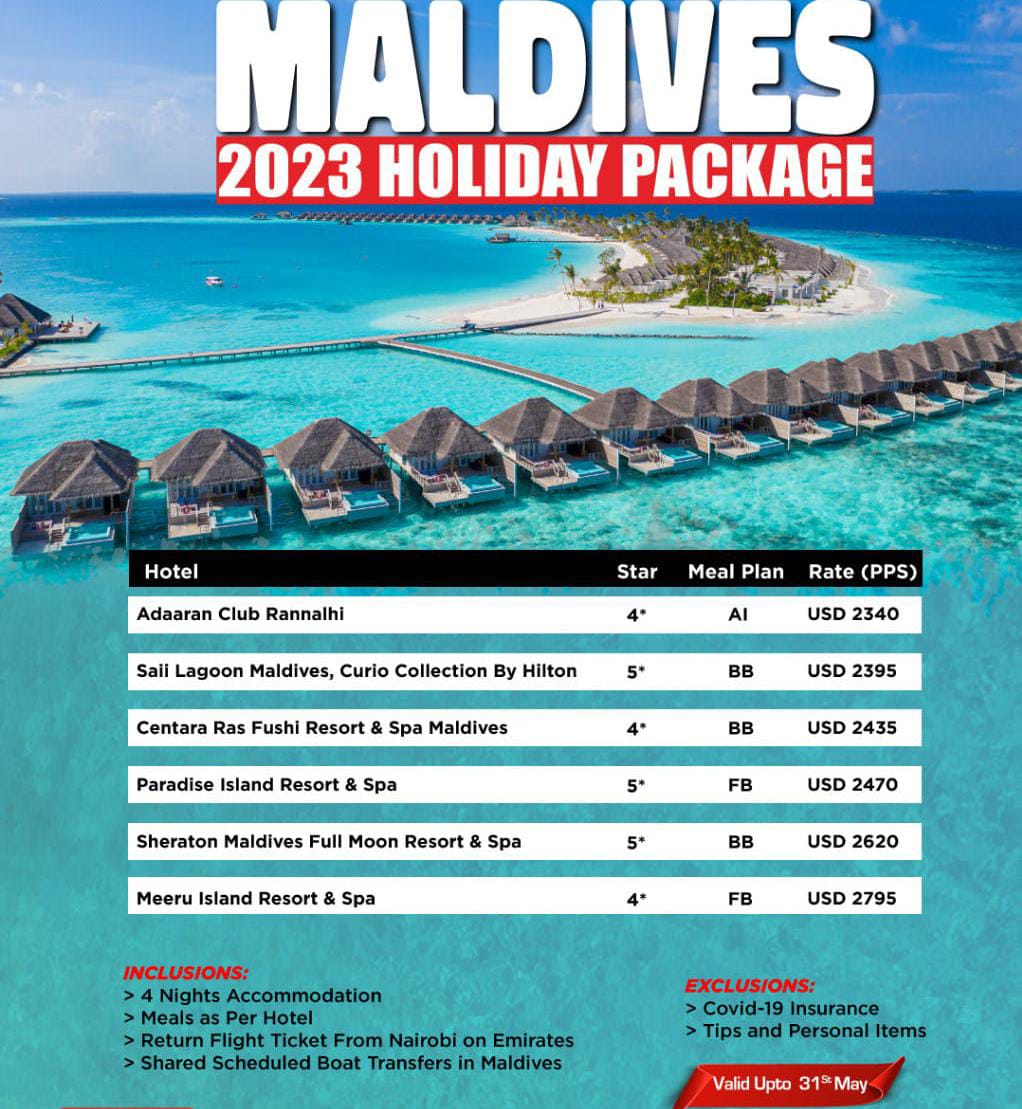 MALDIVES
2023 HOLIDAY PACKAGE
Hotel Star Meal Plan Rate (PPS)
Adaaran Club Rannalhi 4* AI USD 2340
Saii Lagoon Maldives, Curio Collection By Hilton 5* BB USD 2395
Centara Ras Fushi Resort & Spa Maldives 4* BB USD 2435
Paradise Island Resort & Spa 5* FB USD 2470
Sheraton Maldives Full Moon Resort & Spa 5* BB USD 2620
Meeru Island Resort & Spa 4* FB USD 2795
INCLUSIONS:
> 4 Nights Accommodation
> Meals as Per Hotel
> Return Flight Ticket From Nairobi on Emirates
> Shared Scheduled Boat Transfers in Maldives
EXCLUSIONS:
> Covid-19 Insurance
> Tips and Personal Items
Valid Upto 31St May